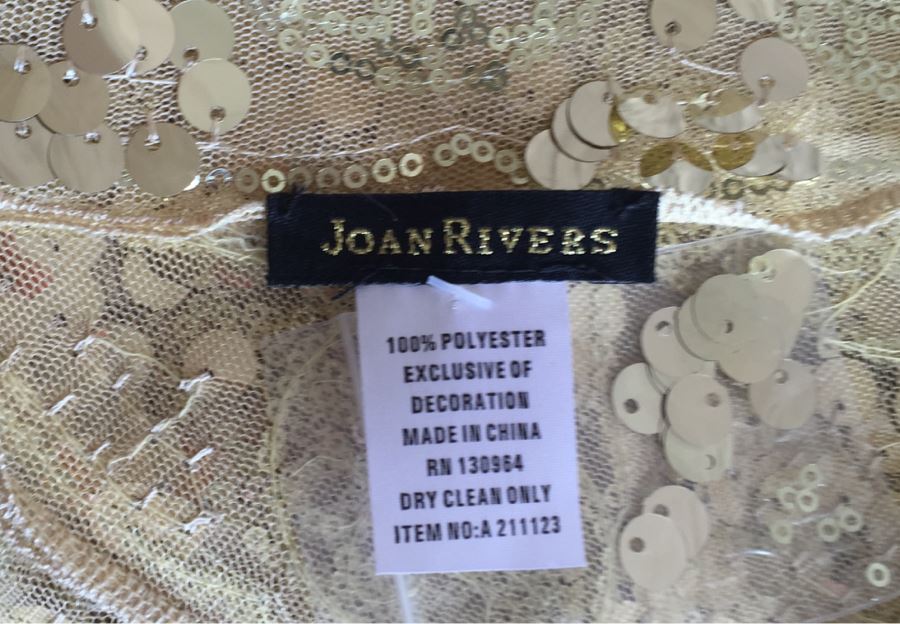 JOAN RIVERS
100% POLYESTER
EXCLUSIVE OF
DECORATION
MADE IN CHINA
RN 130964
DRY CLEAN ONLY
ITEM NO:A 211123